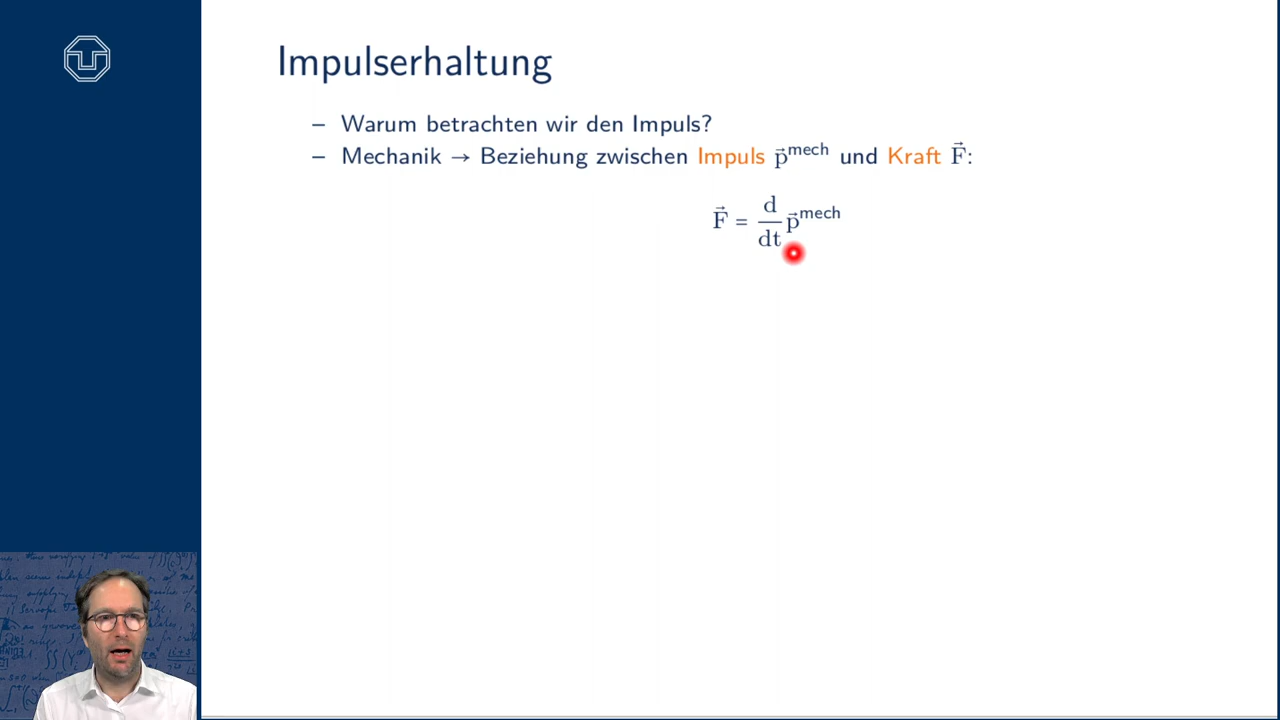 Impulserhaltung
– Warum betrachten wir den Impuls?
– Mechanik → Beziehung zwischen Impuls p⃗ᵐᵉᶜʰ und Kraft F⃗:
F⃗ = d/dt p⃗ᵐᵉᶜʰ